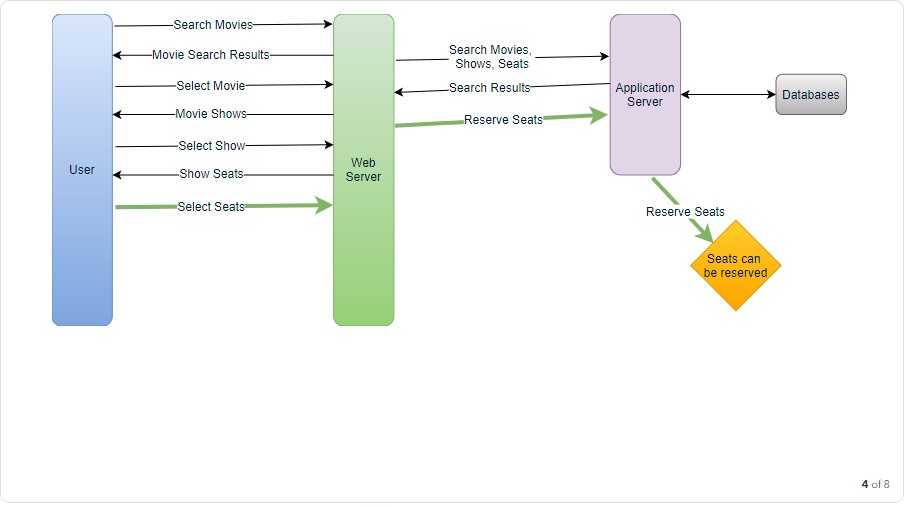 Search Movies
Movie Search Results
Select Movie
Movie Shows
Select Show
Show Seats
Select Seats
User
Web
Server
Search Movies,
Shows, Seats
Search Results
Reserve Seats
Application
Server
Databases
Reserve Seats
Seats can
be reserved
4 of 8